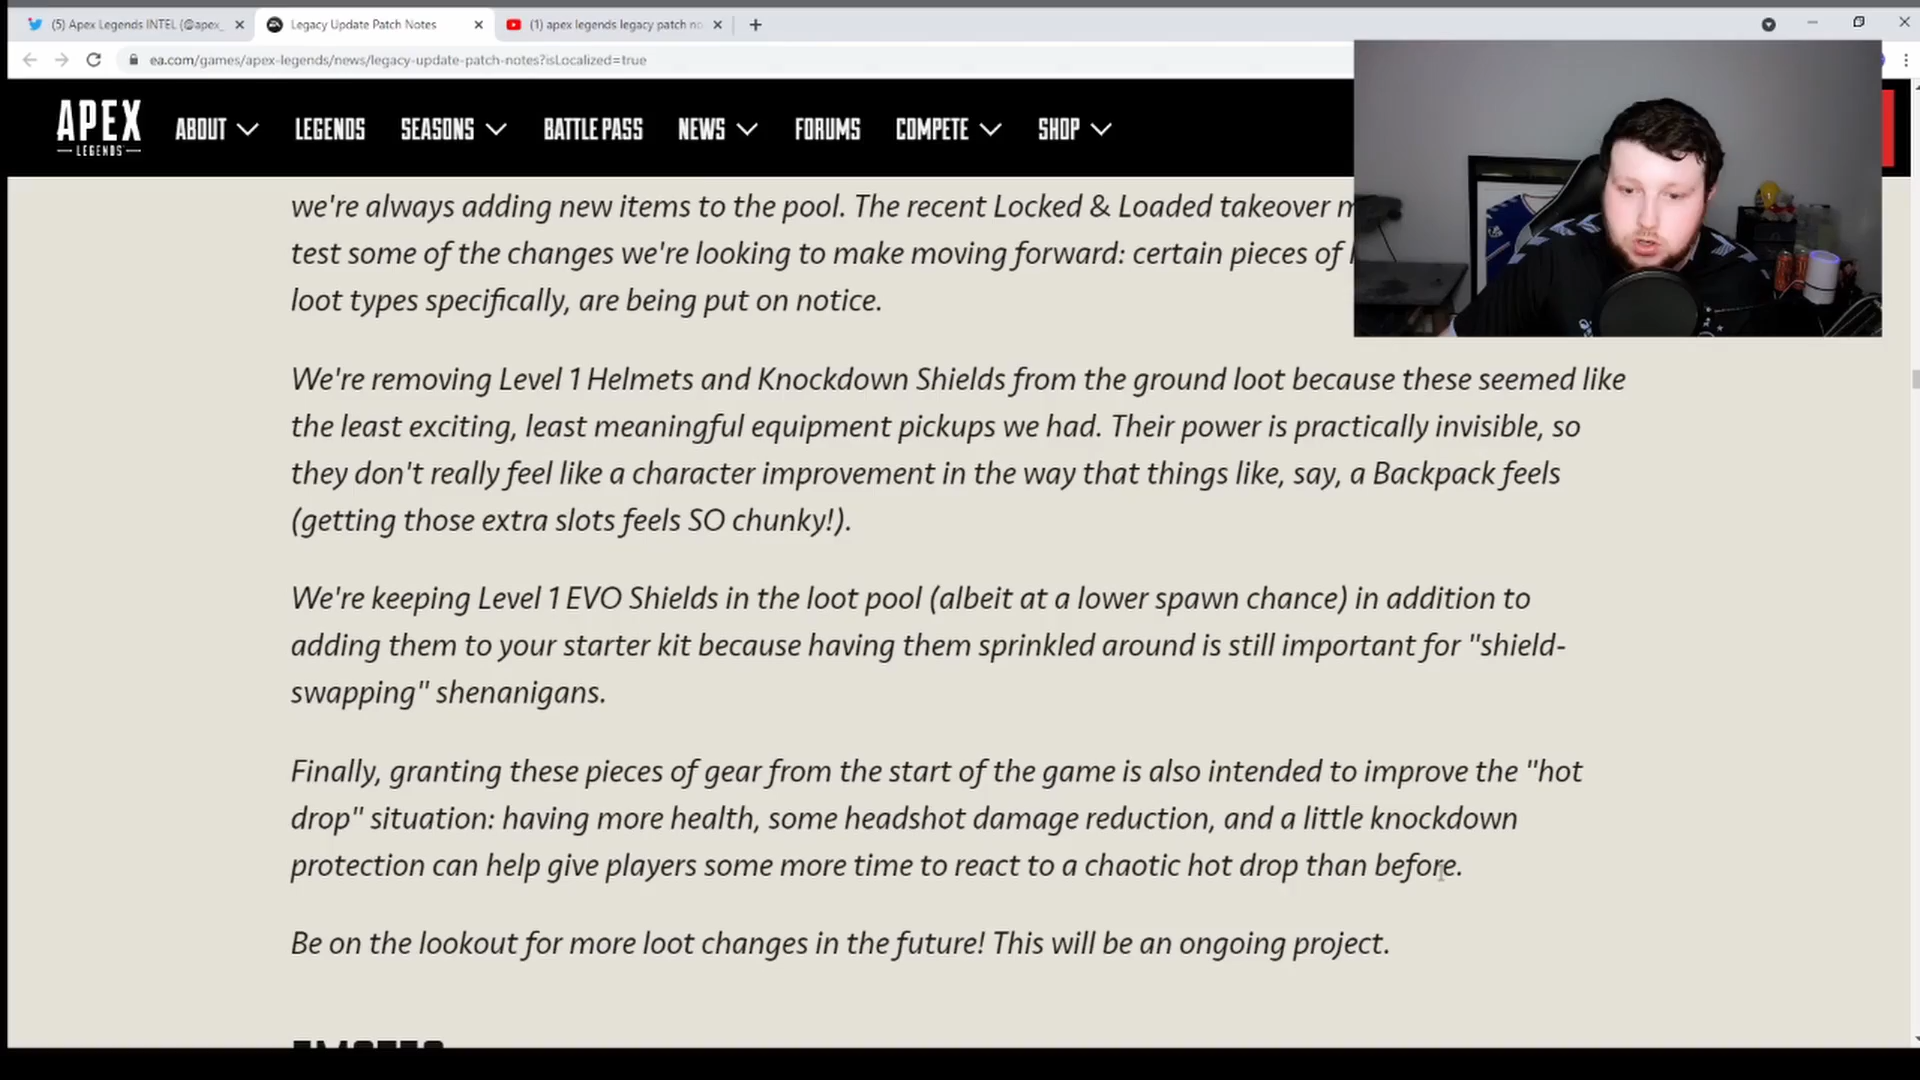 (5) Apex Legends INTEL (@apex_
Legacy Update Patch Notes
(1) apex legends legacy patch no
ea.com/games/apex-legends/news/legacy-update-patch-notes?isLocalized=true
APEX
LEGENDS
ABOUT
LEGENDS
SEASONS
BATTLE PASS
NEWS
FORUMS
COMPETE
SHOP
we're always adding new items to the pool. The recent Locked & Loaded takeover
test some of the changes we're looking to make moving forward: certain pieces of
loot types specifically, are being put on notice.
We're removing Level 1 Helmets and Knockdown Shields from the ground loot because these seemed like
the least exciting, least meaningful equipment pickups we had. Their power is practically invisible, so
they don't really feel like a character improvement in the way that things like, say, a Backpack feels
(getting those extra slots feels SO chunky!).
We're keeping Level 1 EVO Shields in the loot pool (albeit at a lower spawn chance) in addition to
adding them to your starter kit because having them sprinkled around is still important for "shield-
swapping" shenanigans.
Finally, granting these pieces of gear from the start of the game is also intended to improve the "hot
drop" situation: having more health, some headshot damage reduction, and a little knockdown
protection can help give players some more time to react to a chaotic hot drop than before.
Be on the lookout for more loot changes in the future! This will be an ongoing project.